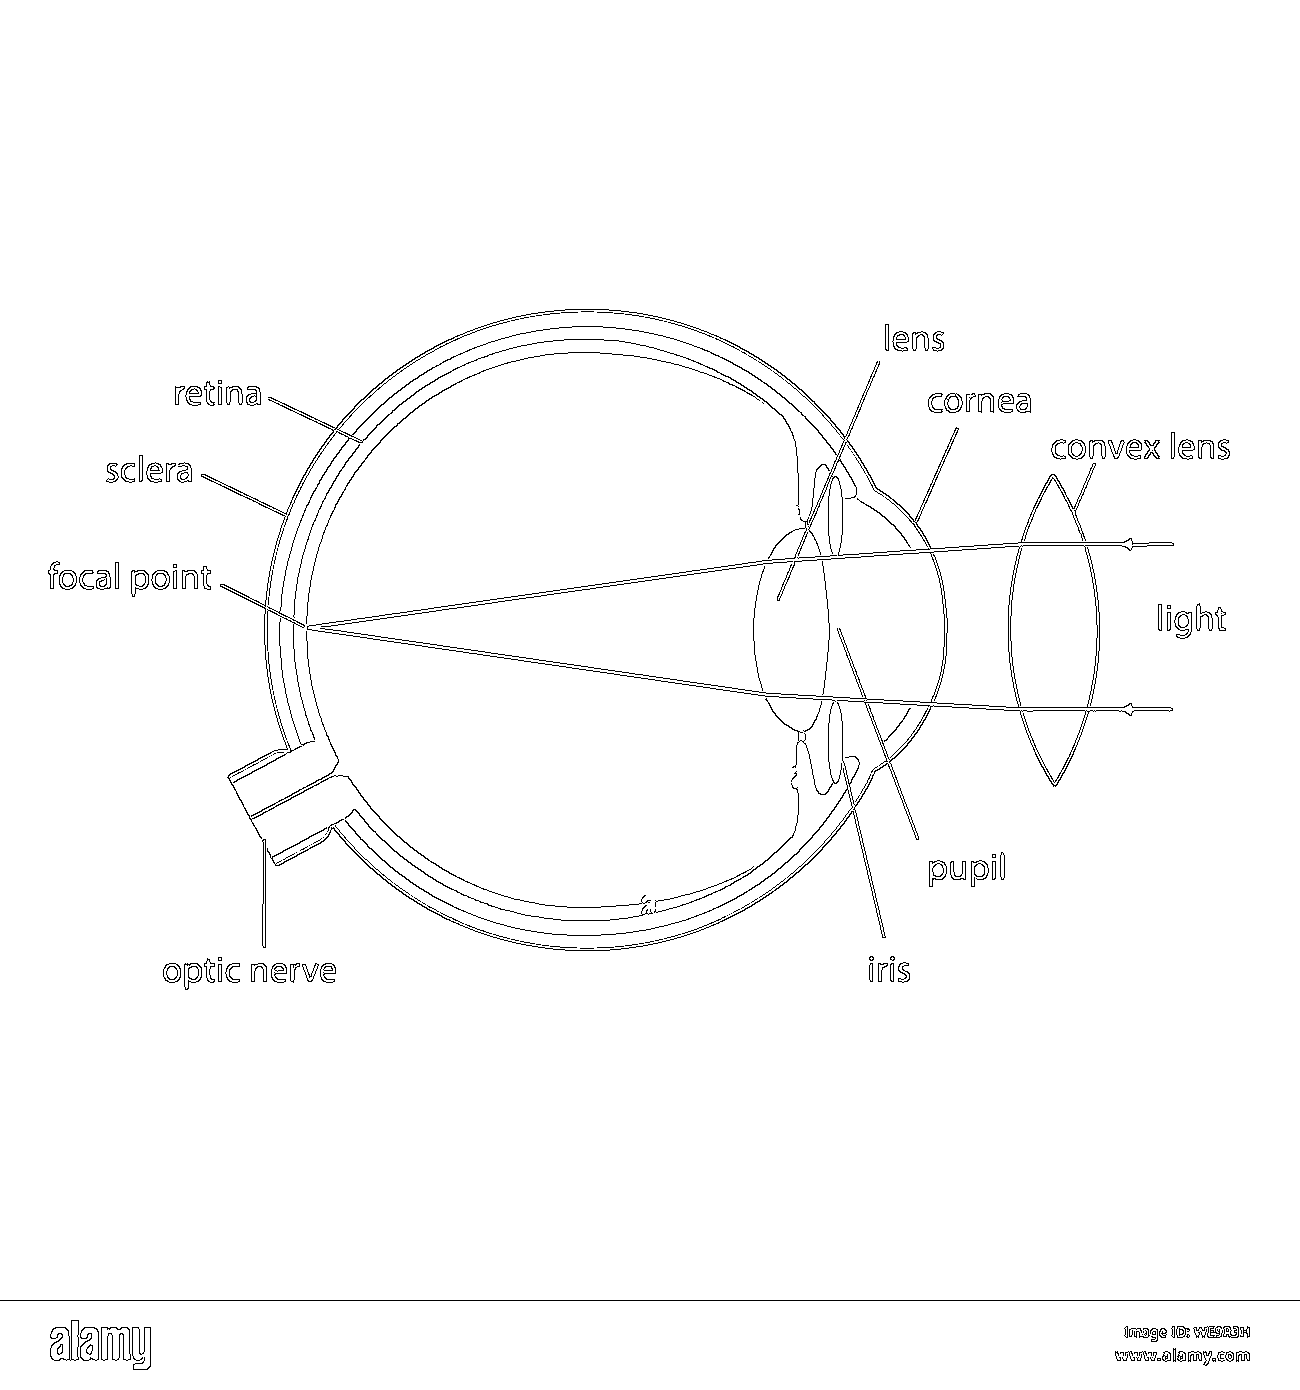 lens
retina
cornea
convex lens
sclera
focal point
light
pupil
optic nerve
iris
alamy
Image ID: WE9R3H
www.alamy.com